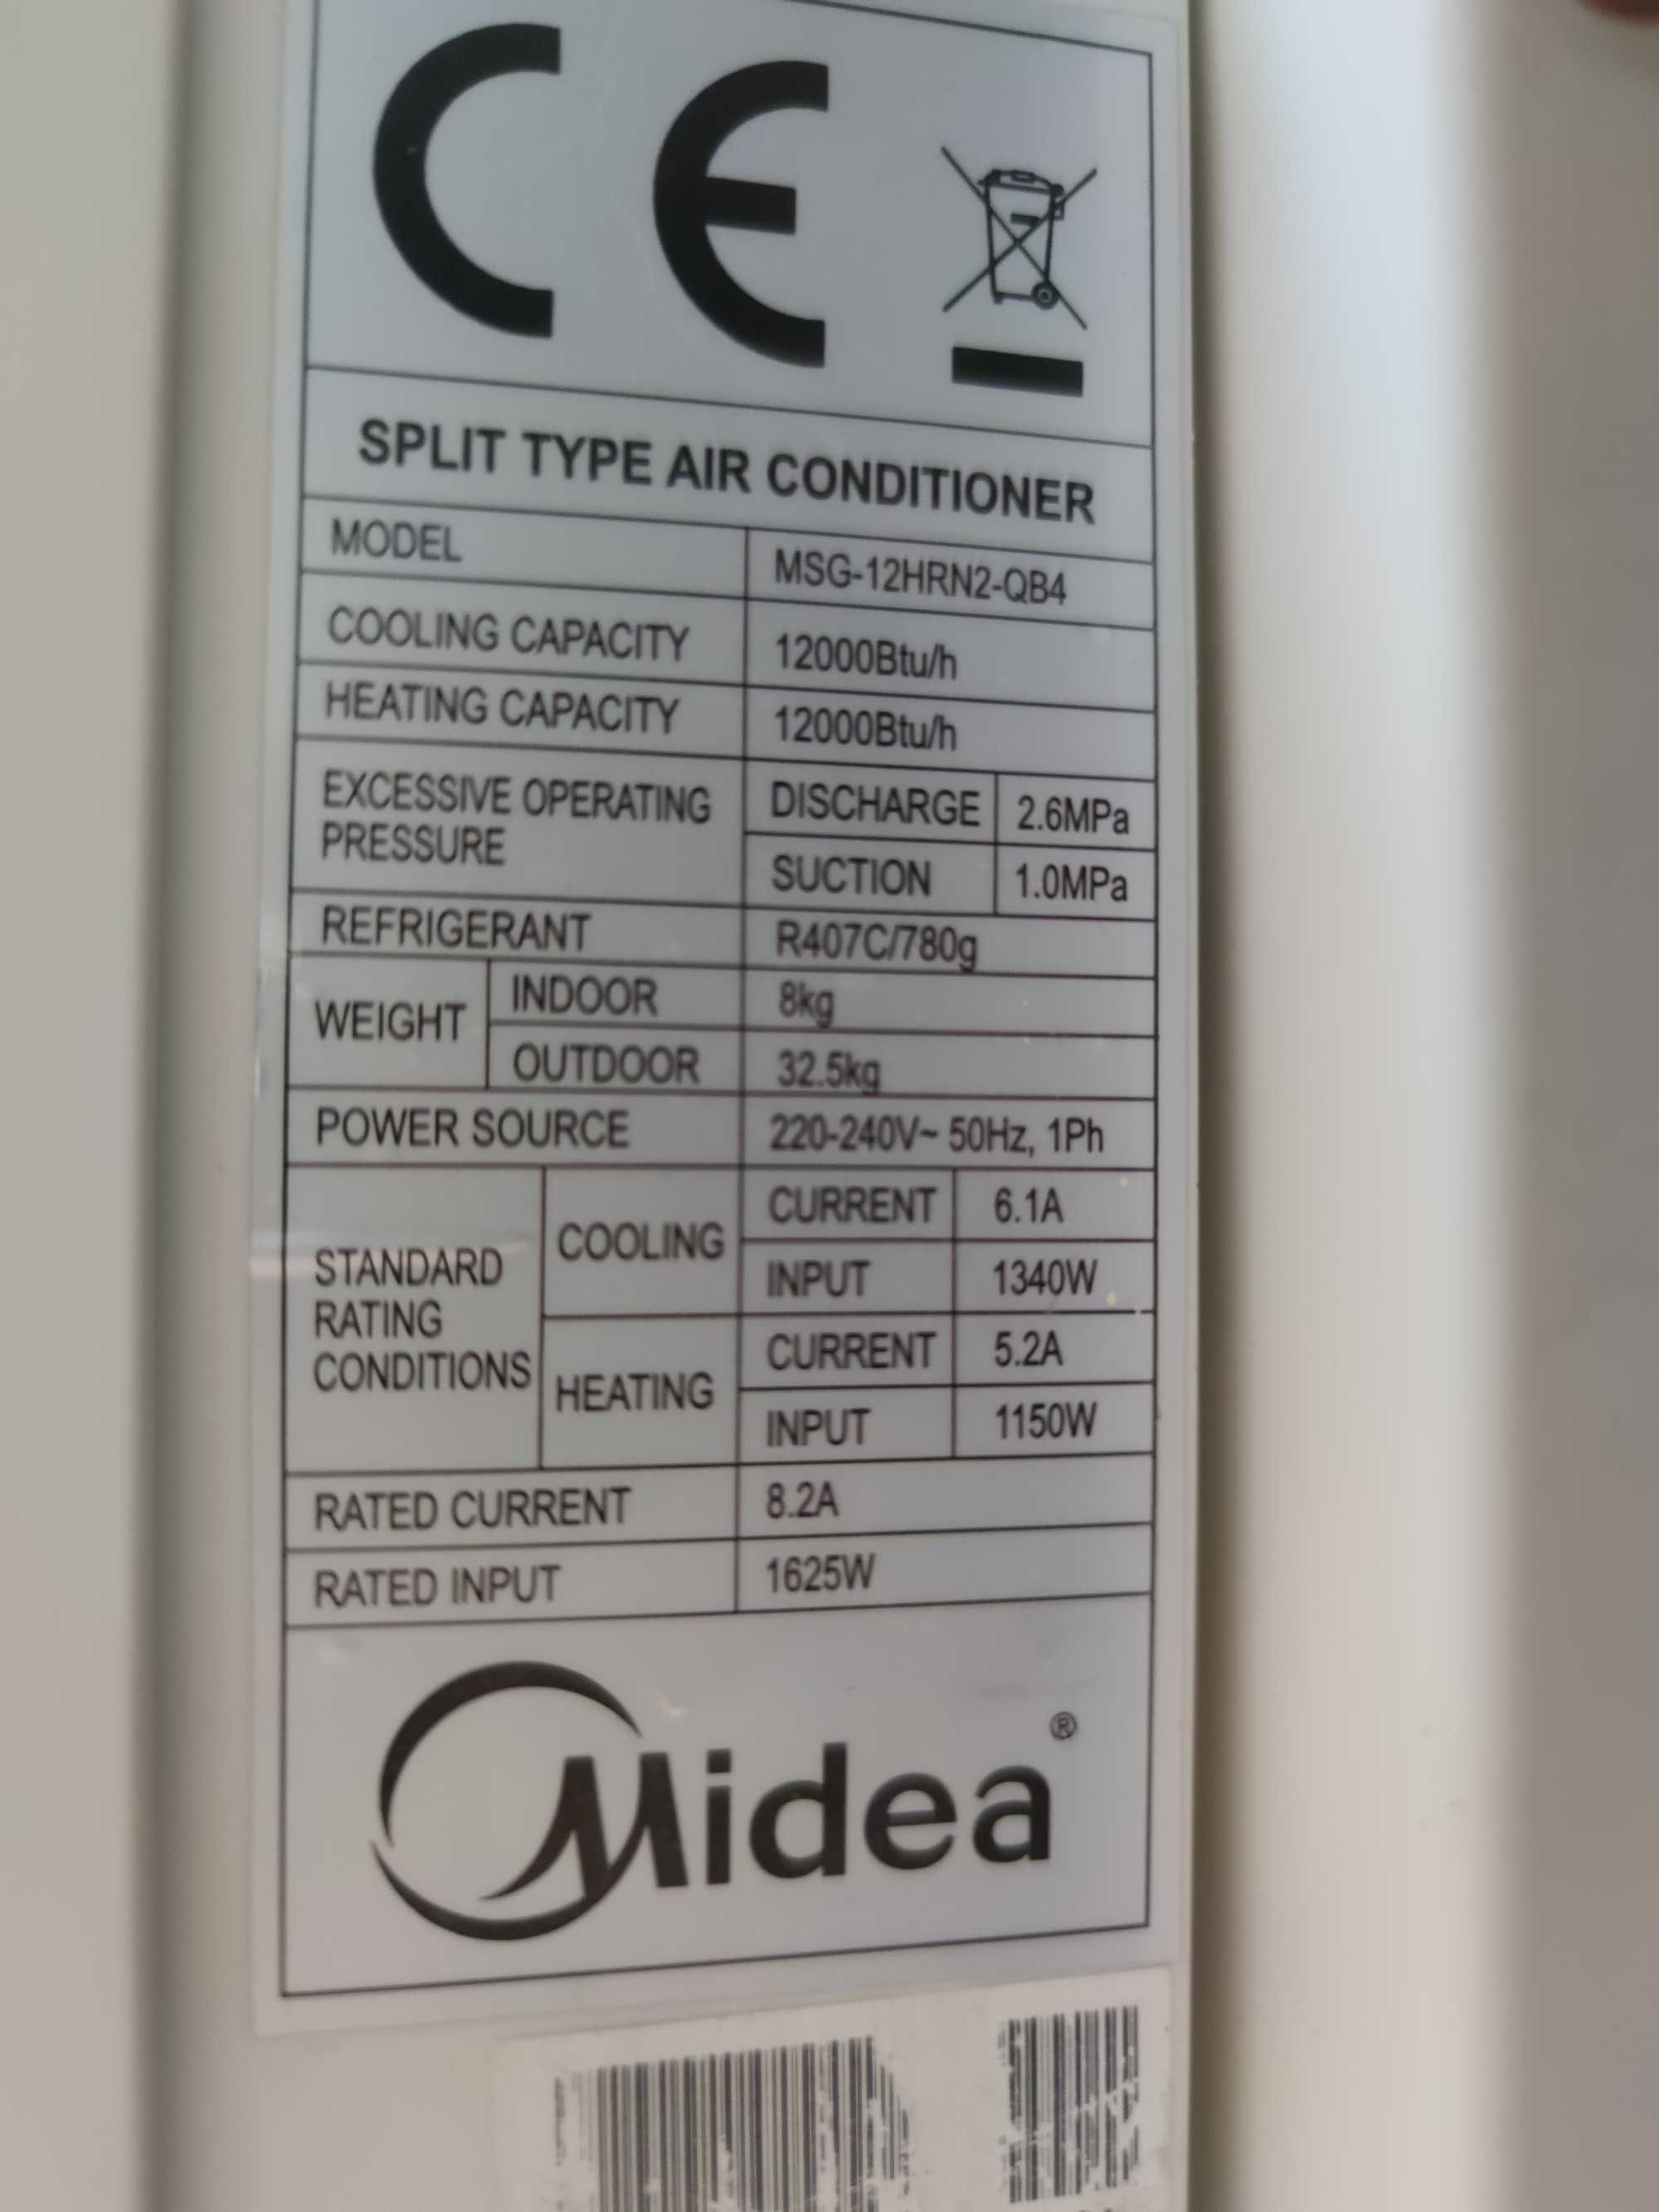 CE
SPLIT TYPE AIR CONDITIONER
MODEL MSG-12HRN2-QB4
COOLING CAPACITY 12000Btu/h
HEATING CAPACITY 12000Btu/h
EXCESSIVE OPERATING
PRESSURE
DISCHARGE 2.6MPa
SUCTION 1.0MPa
REFRIGERANT R407C/780g
WEIGHT
INDOOR 8kg
OUTDOOR 32.5kg
POWER SOURCE 220-240V~ 50Hz, 1Ph
STANDARD
RATING
CONDITIONS
COOLING
CURRENT 6.1A
INPUT 1340W
HEATING
CURRENT 5.2A
INPUT 1150W
RATED CURRENT 8.2A
RATED INPUT 1625W
Midea®